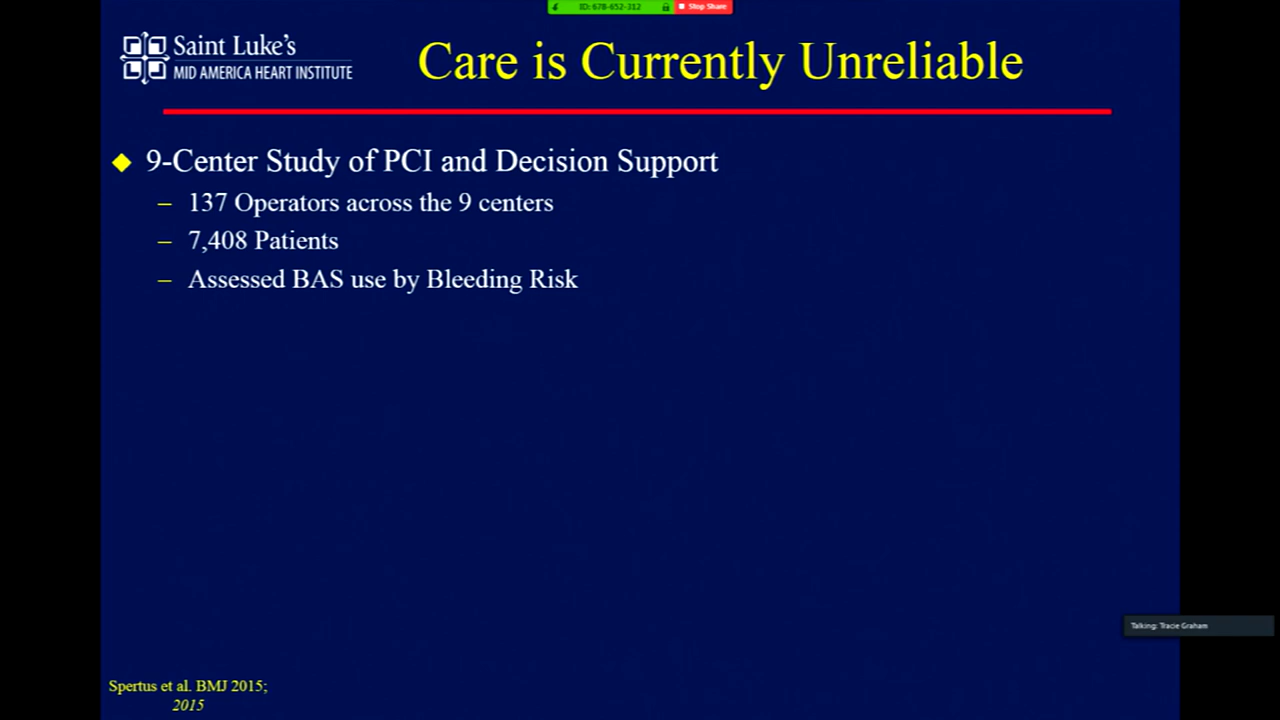 ID: 678-652-312
Stop Share
Saint Luke's
MID AMERICA HEART INSTITUTE
Care is Currently Unreliable
9-Center Study of PCI and Decision Support
– 137 Operators across the 9 centers
– 7,408 Patients
– Assessed BAS use by Bleeding Risk
Talking: Tracie Graham
Spertus et al. BMJ 2015;
2015